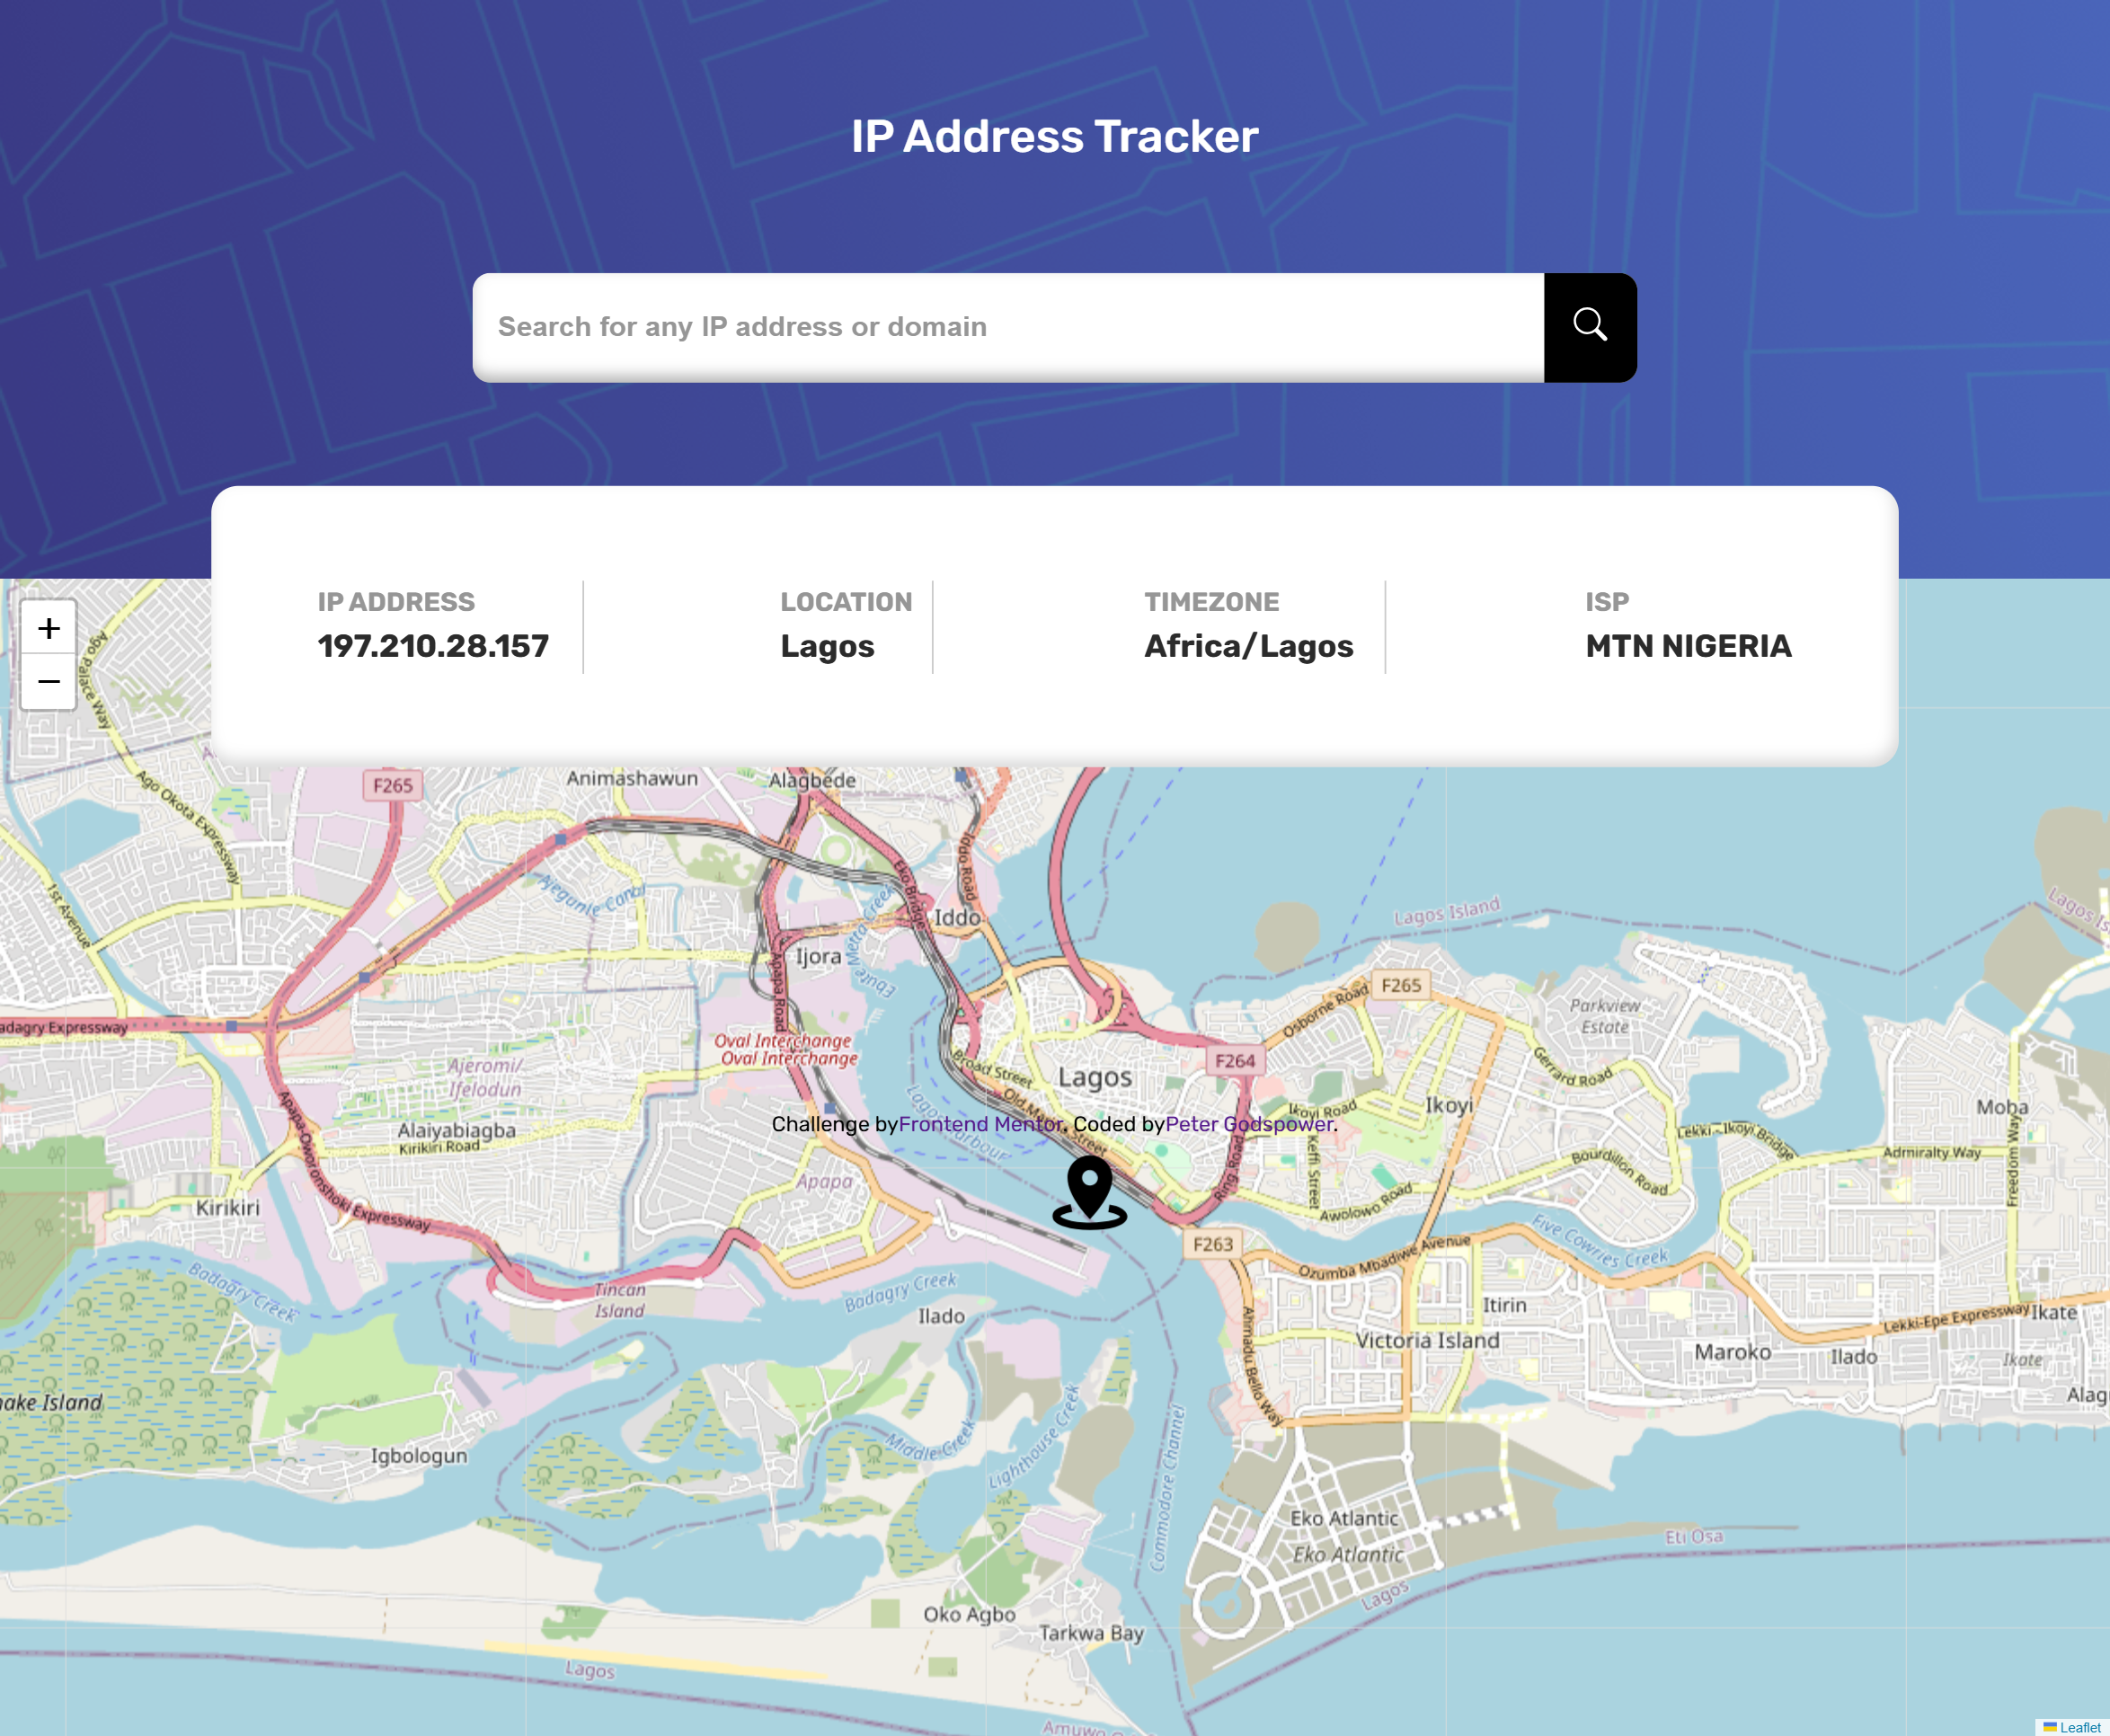 IP Address Tracker
Search for any IP address or domain
IP ADDRESS
197.210.28.157
LOCATION
Lagos
TIMEZONE
Africa/Lagos
ISP
MTN NIGERIA
+
−
Ago Palace Way
F265
Animashawun
Alagbede
Ago Okota Expressway
Iddo Road
Eko Bridge
1st Avenue
Ajegunle Canal
Iddo
Lagos Island
Ijora
Apapa Road
F265
Osborne Road
Parkview
Estate
adagry Expressway
Oval Interchange
Oval Interchange
F264
Broad Street
Lagos
Gerrard Road
Ajeromi/
Ifelodun
Ikoyi Road
Ikoyi
Moba
Challenge by Frontend Mentor. Coded by Peter Godspower.
Alaiyabiagba
Kirikiri Road
Lekki - Ikoyi Bridge
Admiralty Way
Freedom Way
Keffi Street
Ring Road
Bourdillon Road
Apapa
Apapa-Oworonshoki Expressway
Kirikiri
Awolowo Road
F263
Five Cowries Creek
Ozumba Mbadiwe Avenue
Badagry Creek
Tincan
Island
Badagry Creek
Ilado
Itirin
Lekki-Epe Expressway
Ikate
Victoria Island
Ahmadu Bello Way
Maroko
Ilado
Ikate
ake Island
Alag
Igbologun
Middle Creek
Lighthouse Creek
Commodore Channel
Eko Atlantic
Eko Atlantic
Eti Osa
Lagos
Oko Agbo
Tarkwa Bay
Lagos
Leaflet